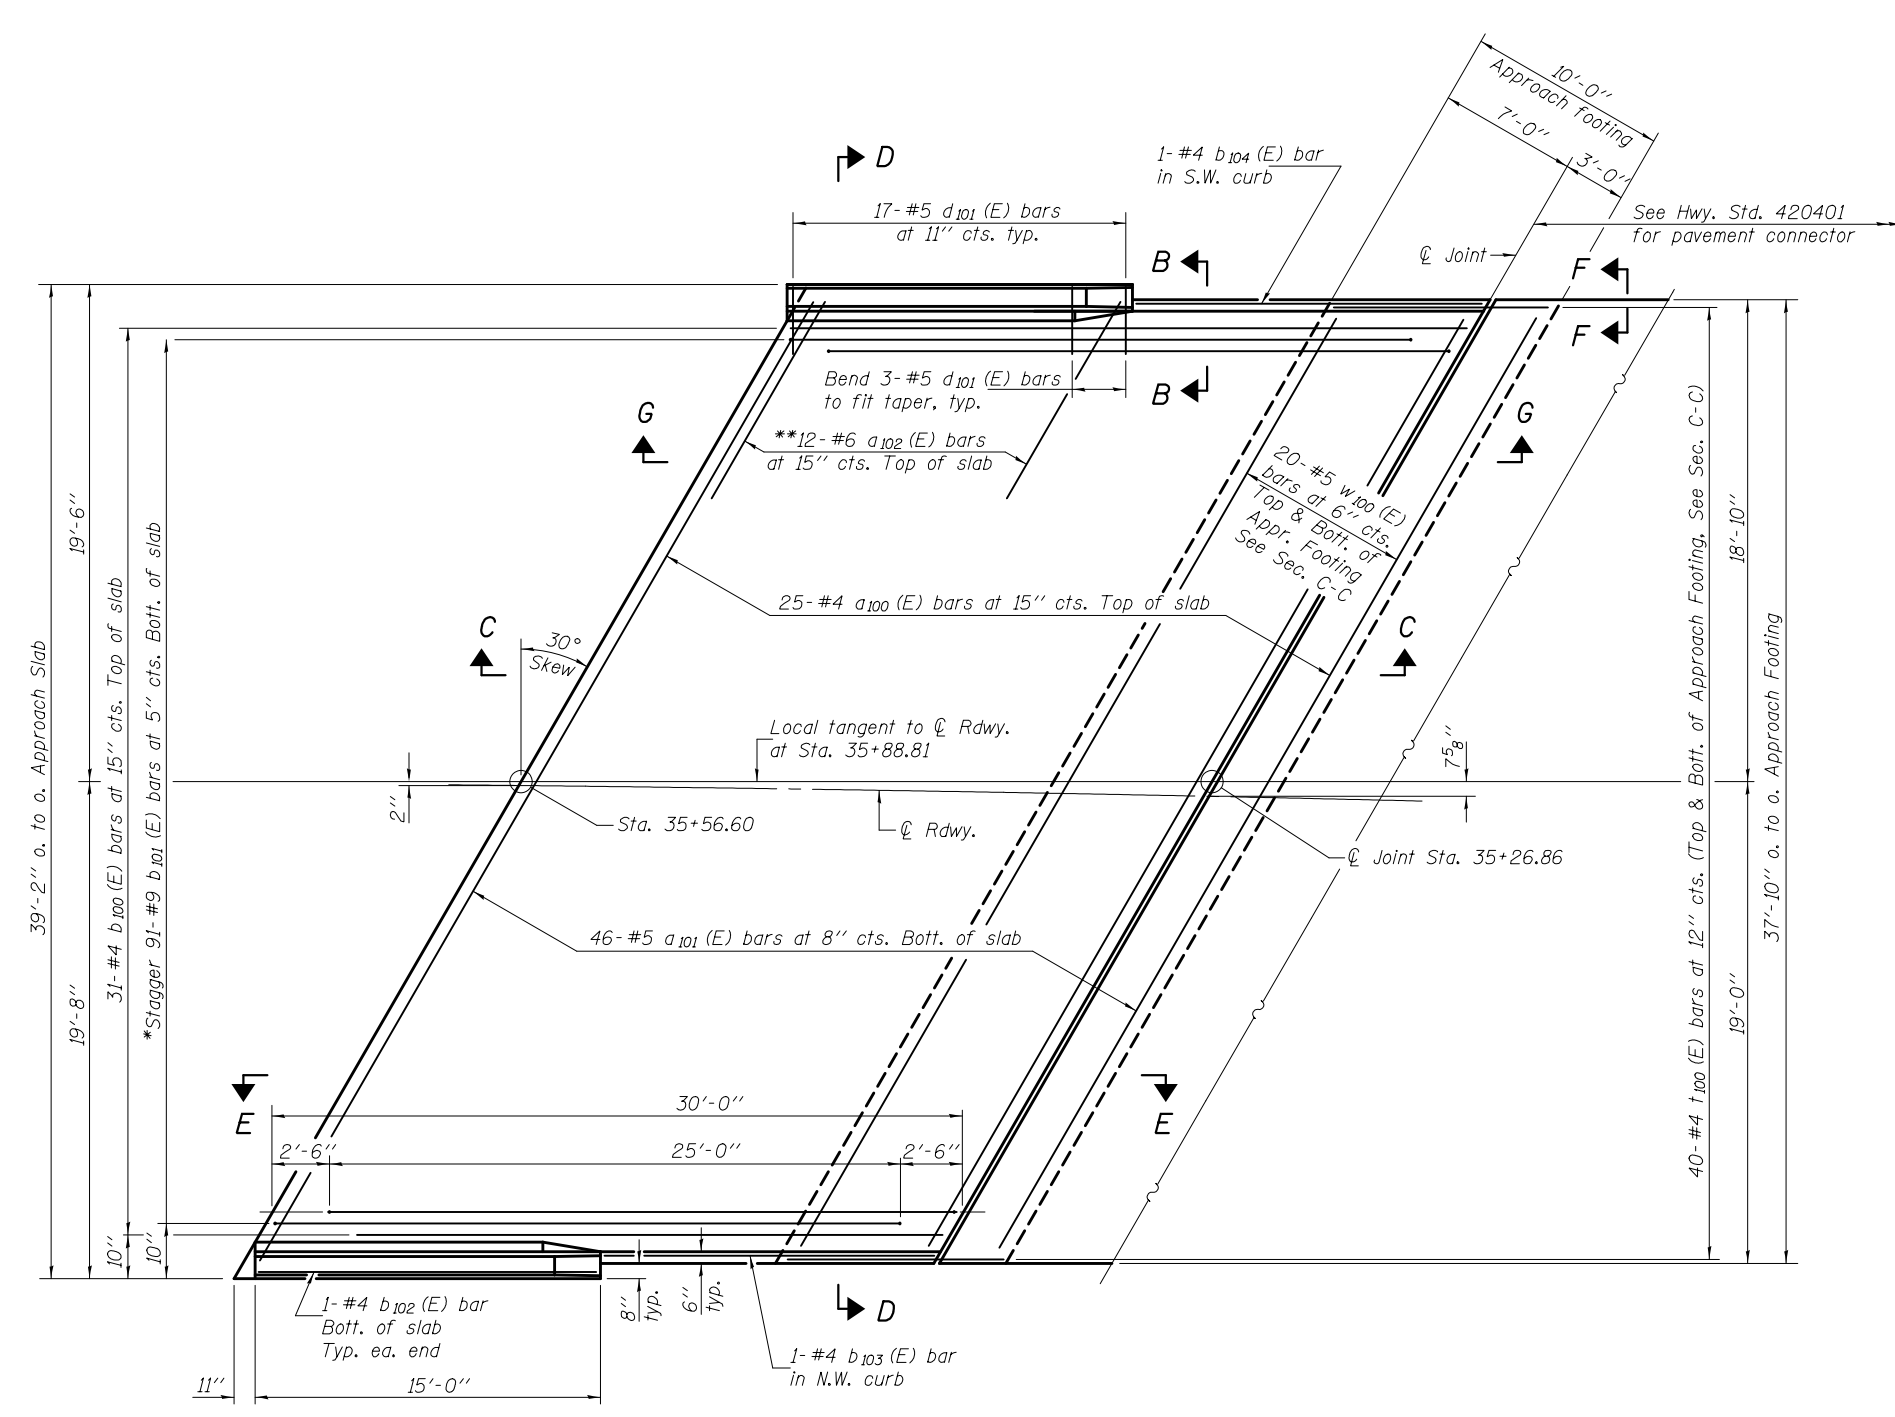 10'-0"
Approach footing
7'-0"
3'-0"
D
1-#4 b104 (E) bar
in S.W. curb
17-#5 d101 (E) bars
at 11" cts. typ.
See Hwy. Std. 420401
for pavement connector
℄ Joint
B
F
F
Bend 3-#5 d101 (E) bars
to fit taper, typ.
B
G
**12-#6 a102 (E) bars
at 15" cts. Top of slab
G
20-#5 w100 (E)
bars at 6" cts.
Top & Bott. of
Appr. Footing
See Sec. C-C
25-#4 a100 (E) bars at 15" cts. Top of slab
C
30°
Skew
C
Local tangent to ℄ Rdwy.
at Sta. 35+88.81
7 5/8"
2"
Sta. 35+56.60
℄ Rdwy.
℄ Joint Sta. 35+26.86
46-#5 a101 (E) bars at 8" cts. Bott. of slab
39'-2" o. to o. Approach Slab
19'-6"
19'-8"
31-#4 b100 (E) bars at 15" cts. Top of slab
*Stagger 91-#9 b101 (E) bars at 5" cts. Bott. of slab
10"
10"
40-#4 t100 (E) bars at 12" cts. (Top & Bott. of Approach Footing, See Sec. C-C)
18'-10"
19'-0"
37'-10" o. to o. Approach Footing
E
30'-0"
E
2'-6"
25'-0"
2'-6"
1-#4 b102 (E) bar
Bott. of slab
Typ. ea. end
8"
typ.
6"
typ.
D
1-#4 b103 (E) bar
in N.W. curb
11"
15'-0"